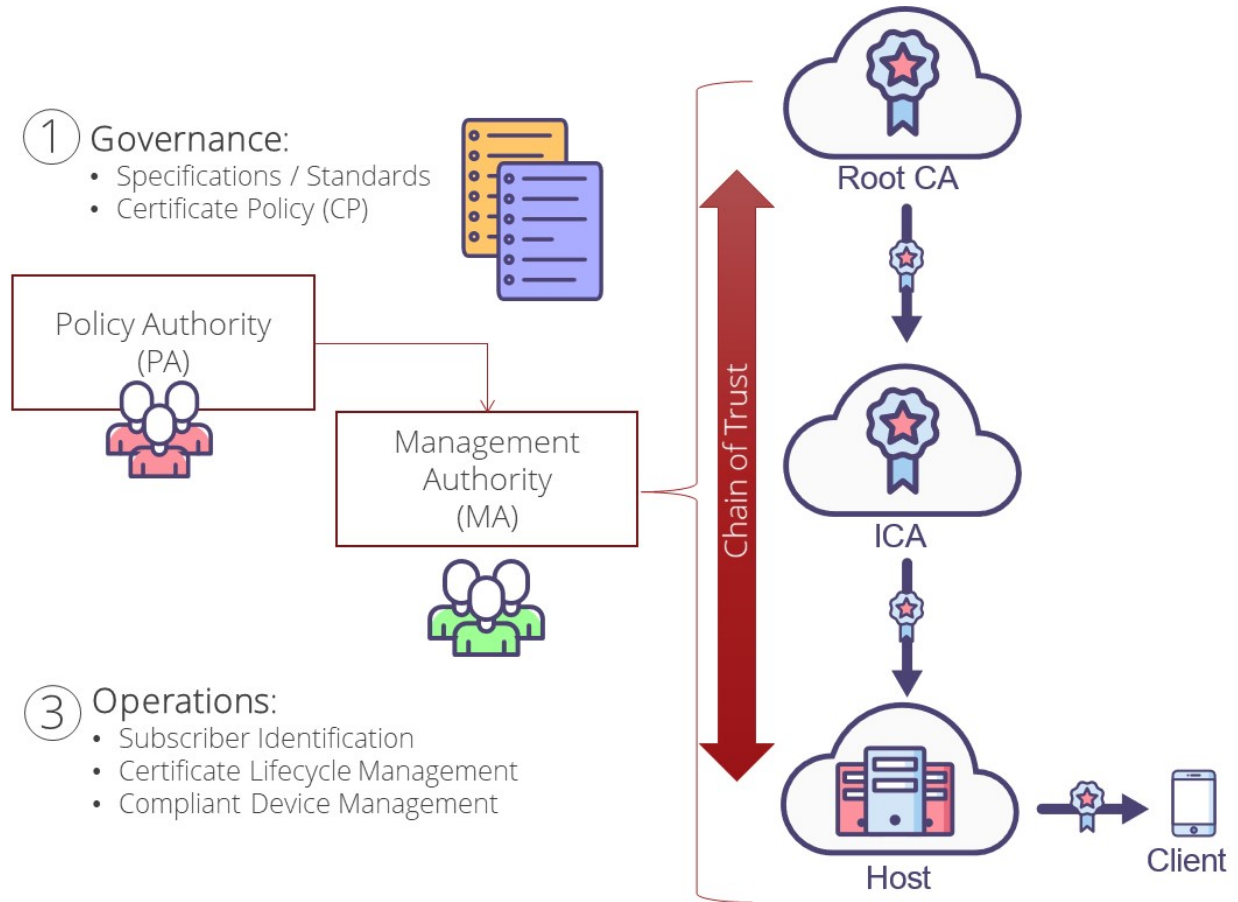 1 Governance:
• Specifications / Standards
• Certificate Policy (CP)
Policy Authority
(PA)
Management
Authority
(MA)
3 Operations:
• Subscriber Identification
• Certificate Lifecycle Management
• Compliant Device Management
Chain of Trust
Root CA
ICA
Host
Client